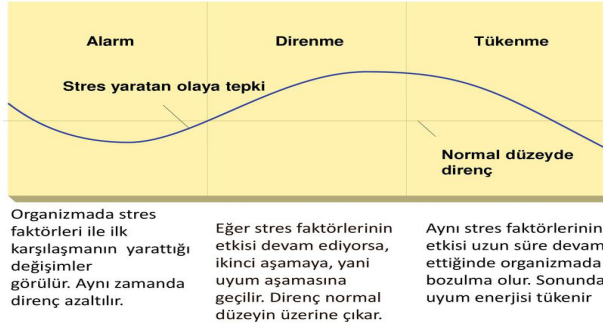 Alarm
Direnme
Tükenme
Stres yaratan olaya tepki
Normal düzeyde
direnç
Organizmada stres
faktörleri ile ilk
karşılaşmanın yarattığı
değişimler
görülür. Aynı zamanda
direnç azaltılır.
Eğer stres faktörlerinin
etkisi devam ediyorsa,
ikinci aşamaya, yani
uyum aşamasına
geçilir. Direnç normal
düzeyin üzerine çıkar.
Aynı stres faktörlerinin
etkisi uzun süre devam
ettiğinde organizmada
bozulma olur. Sonunda
uyum enerjisi tükenir